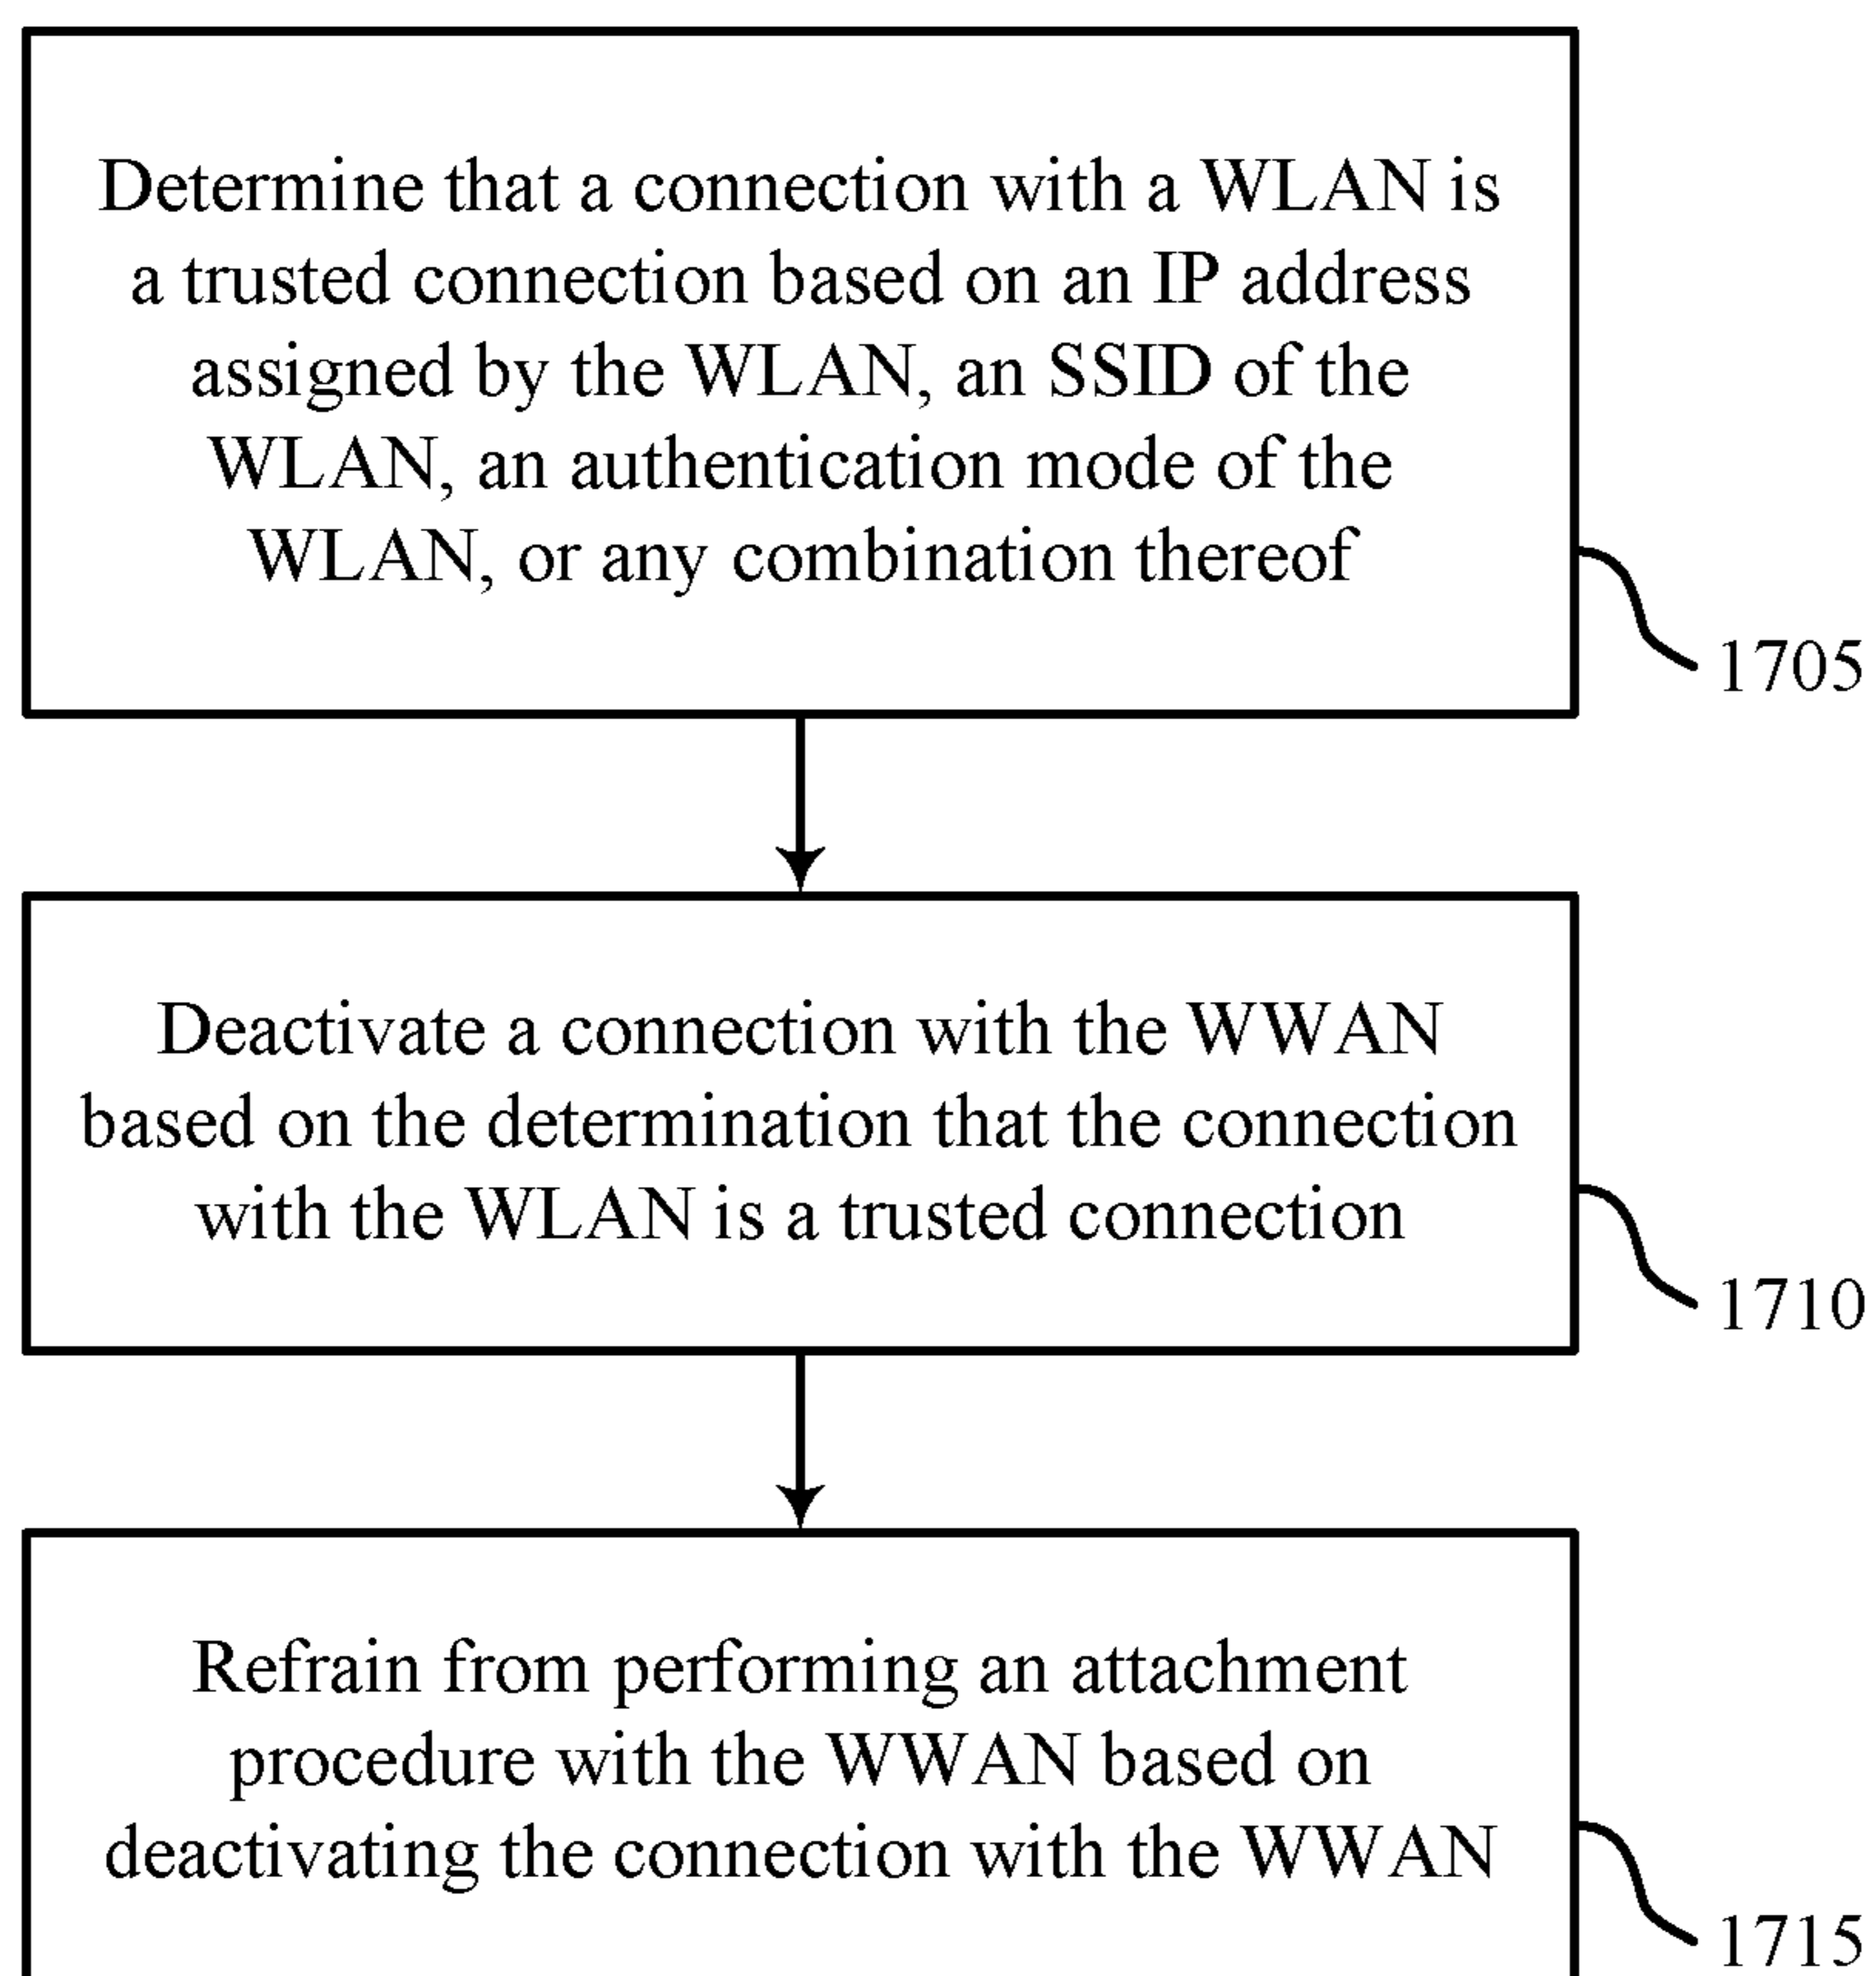 Determine that a connection with a WLAN is
a trusted connection based on an IP address
assigned by the WLAN, an SSID of the
WLAN, an authentication mode of the
WLAN, or any combination thereof
1705
Deactivate a connection with the WWAN
based on the determination that the connection
with the WLAN is a trusted connection
1710
Refrain from performing an attachment
procedure with the WWAN based on
deactivating the connection with the WWAN
1715